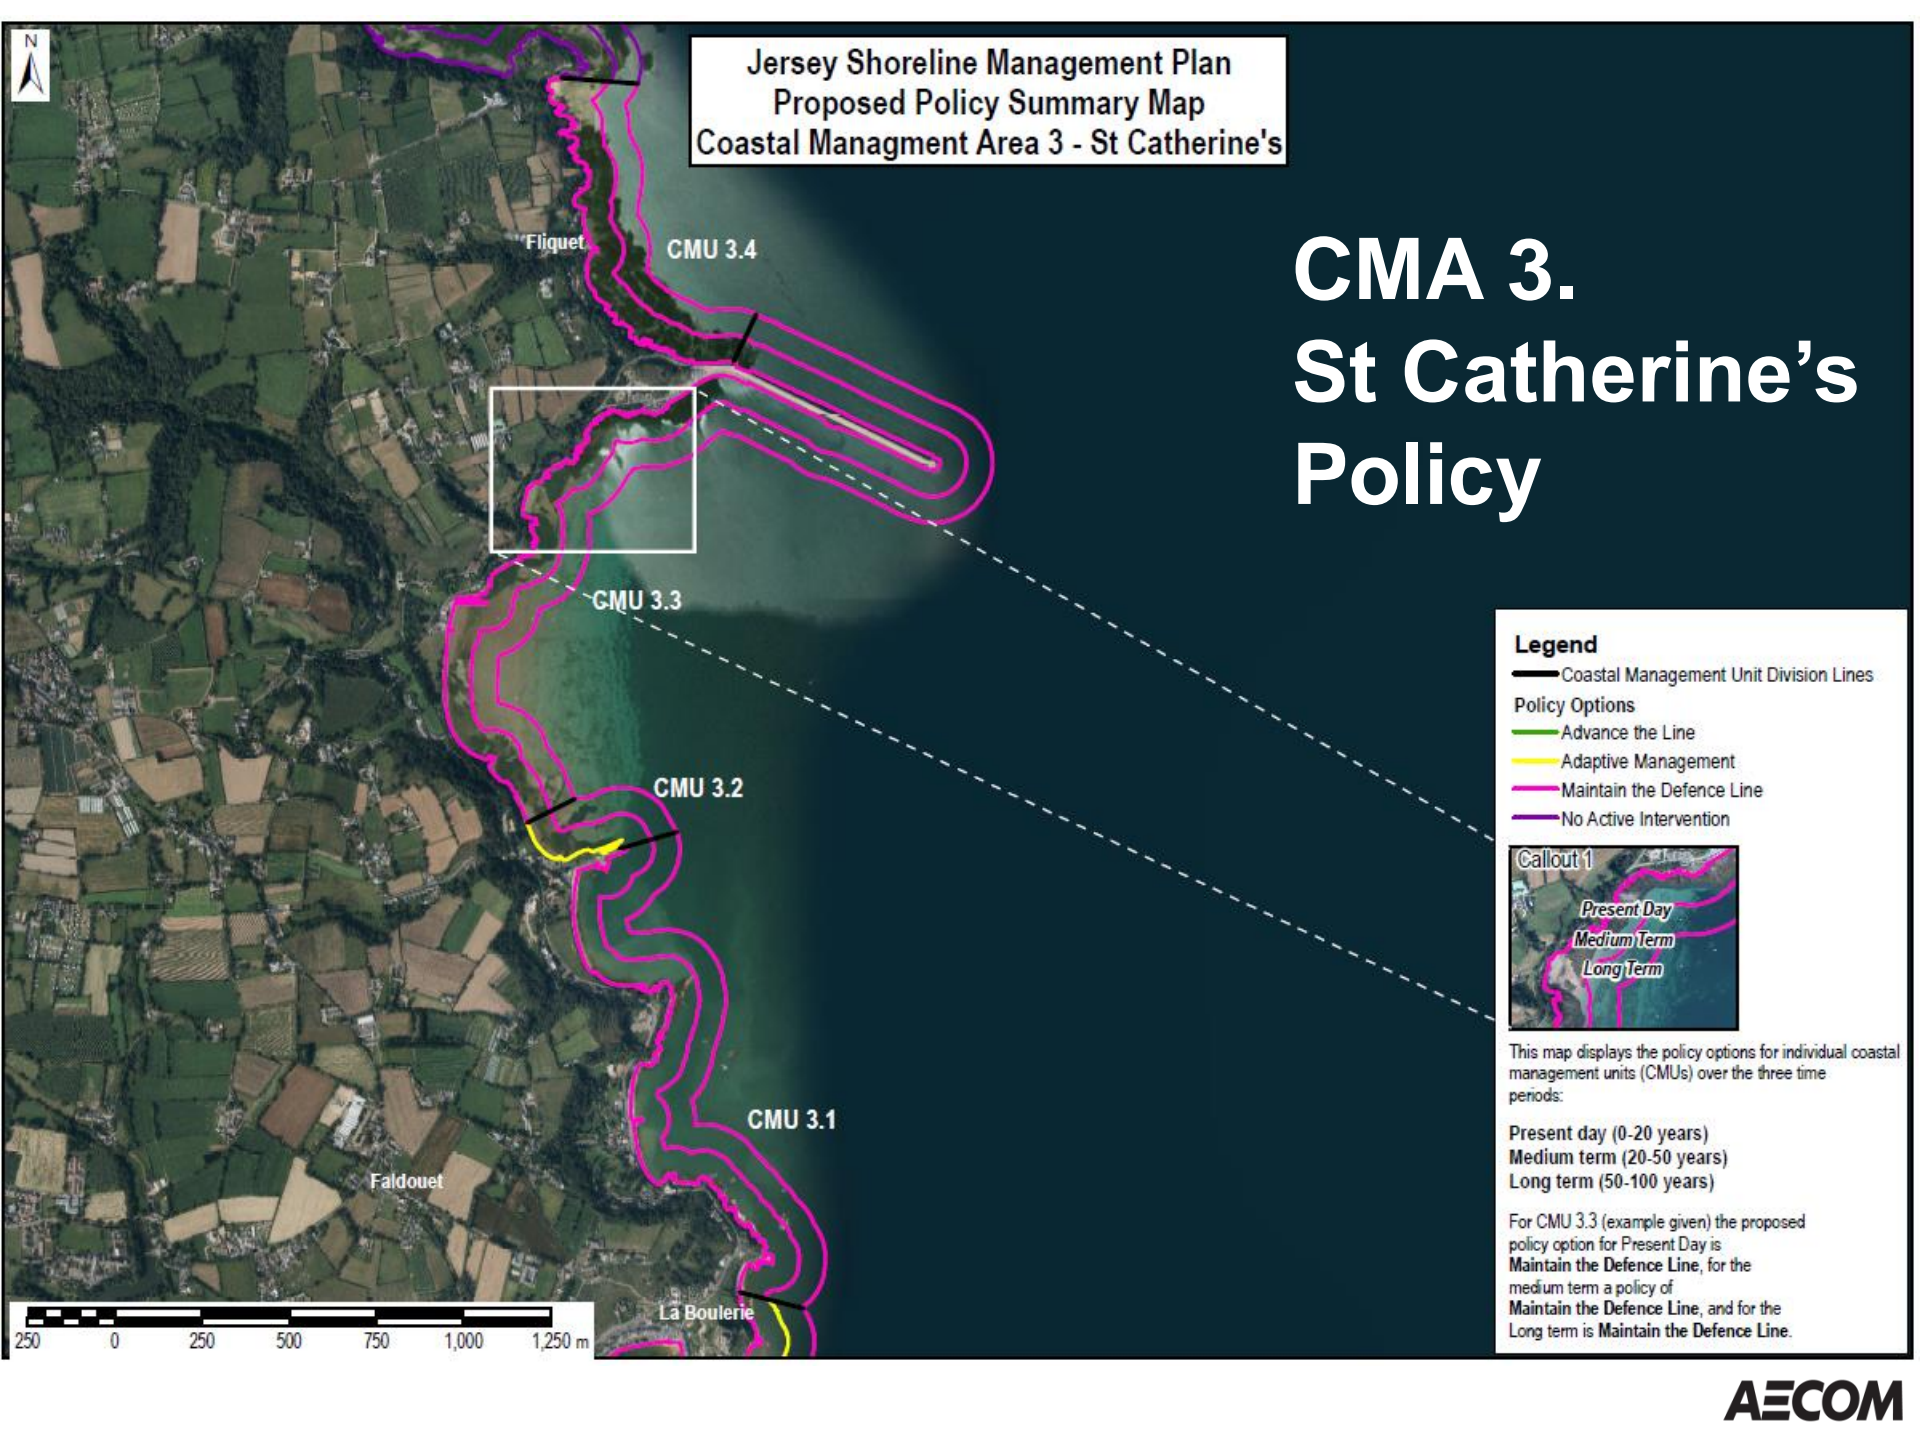 N
Jersey Shoreline Management Plan
Proposed Policy Summary Map
Coastal Managment Area 3 - St Catherine's
CMA 3.
St Catherine’s
Policy
Fliquet
CMU 3.4
CMU 3.3
CMU 3.2
CMU 3.1
Faldouet
La Boulerie
250 0 250 500 750 1,000 1,250 m
Legend
Coastal Management Unit Division Lines
Policy Options
Advance the Line
Adaptive Management
Maintain the Defence Line
No Active Intervention
Callout 1
Present Day
Medium Term
Long Term
This map displays the policy options for individual coastal
management units (CMUs) over the three time
periods:
Present day (0-20 years)
Medium term (20-50 years)
Long term (50-100 years)
For CMU 3.3 (example given) the proposed
policy option for Present Day is
Maintain the Defence Line, for the
medium term a policy of
Maintain the Defence Line, and for the
Long term is Maintain the Defence Line.
AECOM